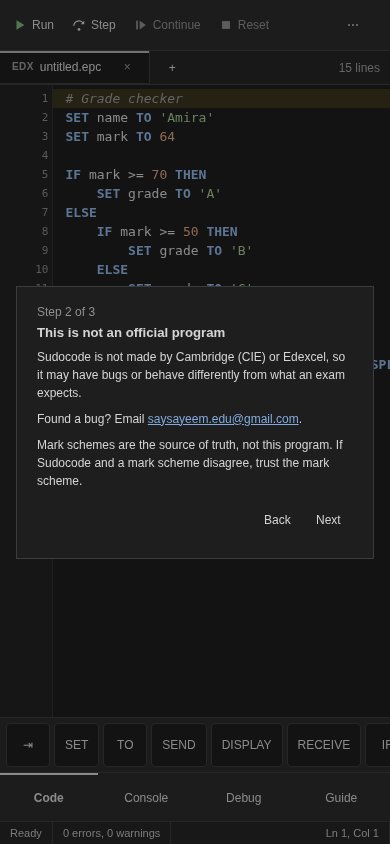 Run Step Continue Reset ···
EDX untitled.epc × + 15 lines
1 # Grade checker
2 SET name TO 'Amira'
3 SET mark TO 64
4
5 IF mark >= 70 THEN
6 SET grade TO 'A'
7 ELSE
8 IF mark >= 50 THEN
9 SET grade TO 'B'
10 ELSE
Step 2 of 3
This is not an official program
Sudocode is not made by Cambridge (CIE) or Edexcel, so
it may have bugs or behave differently from what an exam
expects.
Found a bug? Email saysayeem.edu@gmail.com.
Mark schemes are the source of truth, not this program. If
Sudocode and a mark scheme disagree, trust the mark
scheme.
Back Next
⇥ SET TO SEND DISPLAY RECEIVE IF
Code Console Debug Guide
Ready 0 errors, 0 warnings Ln 1, Col 1